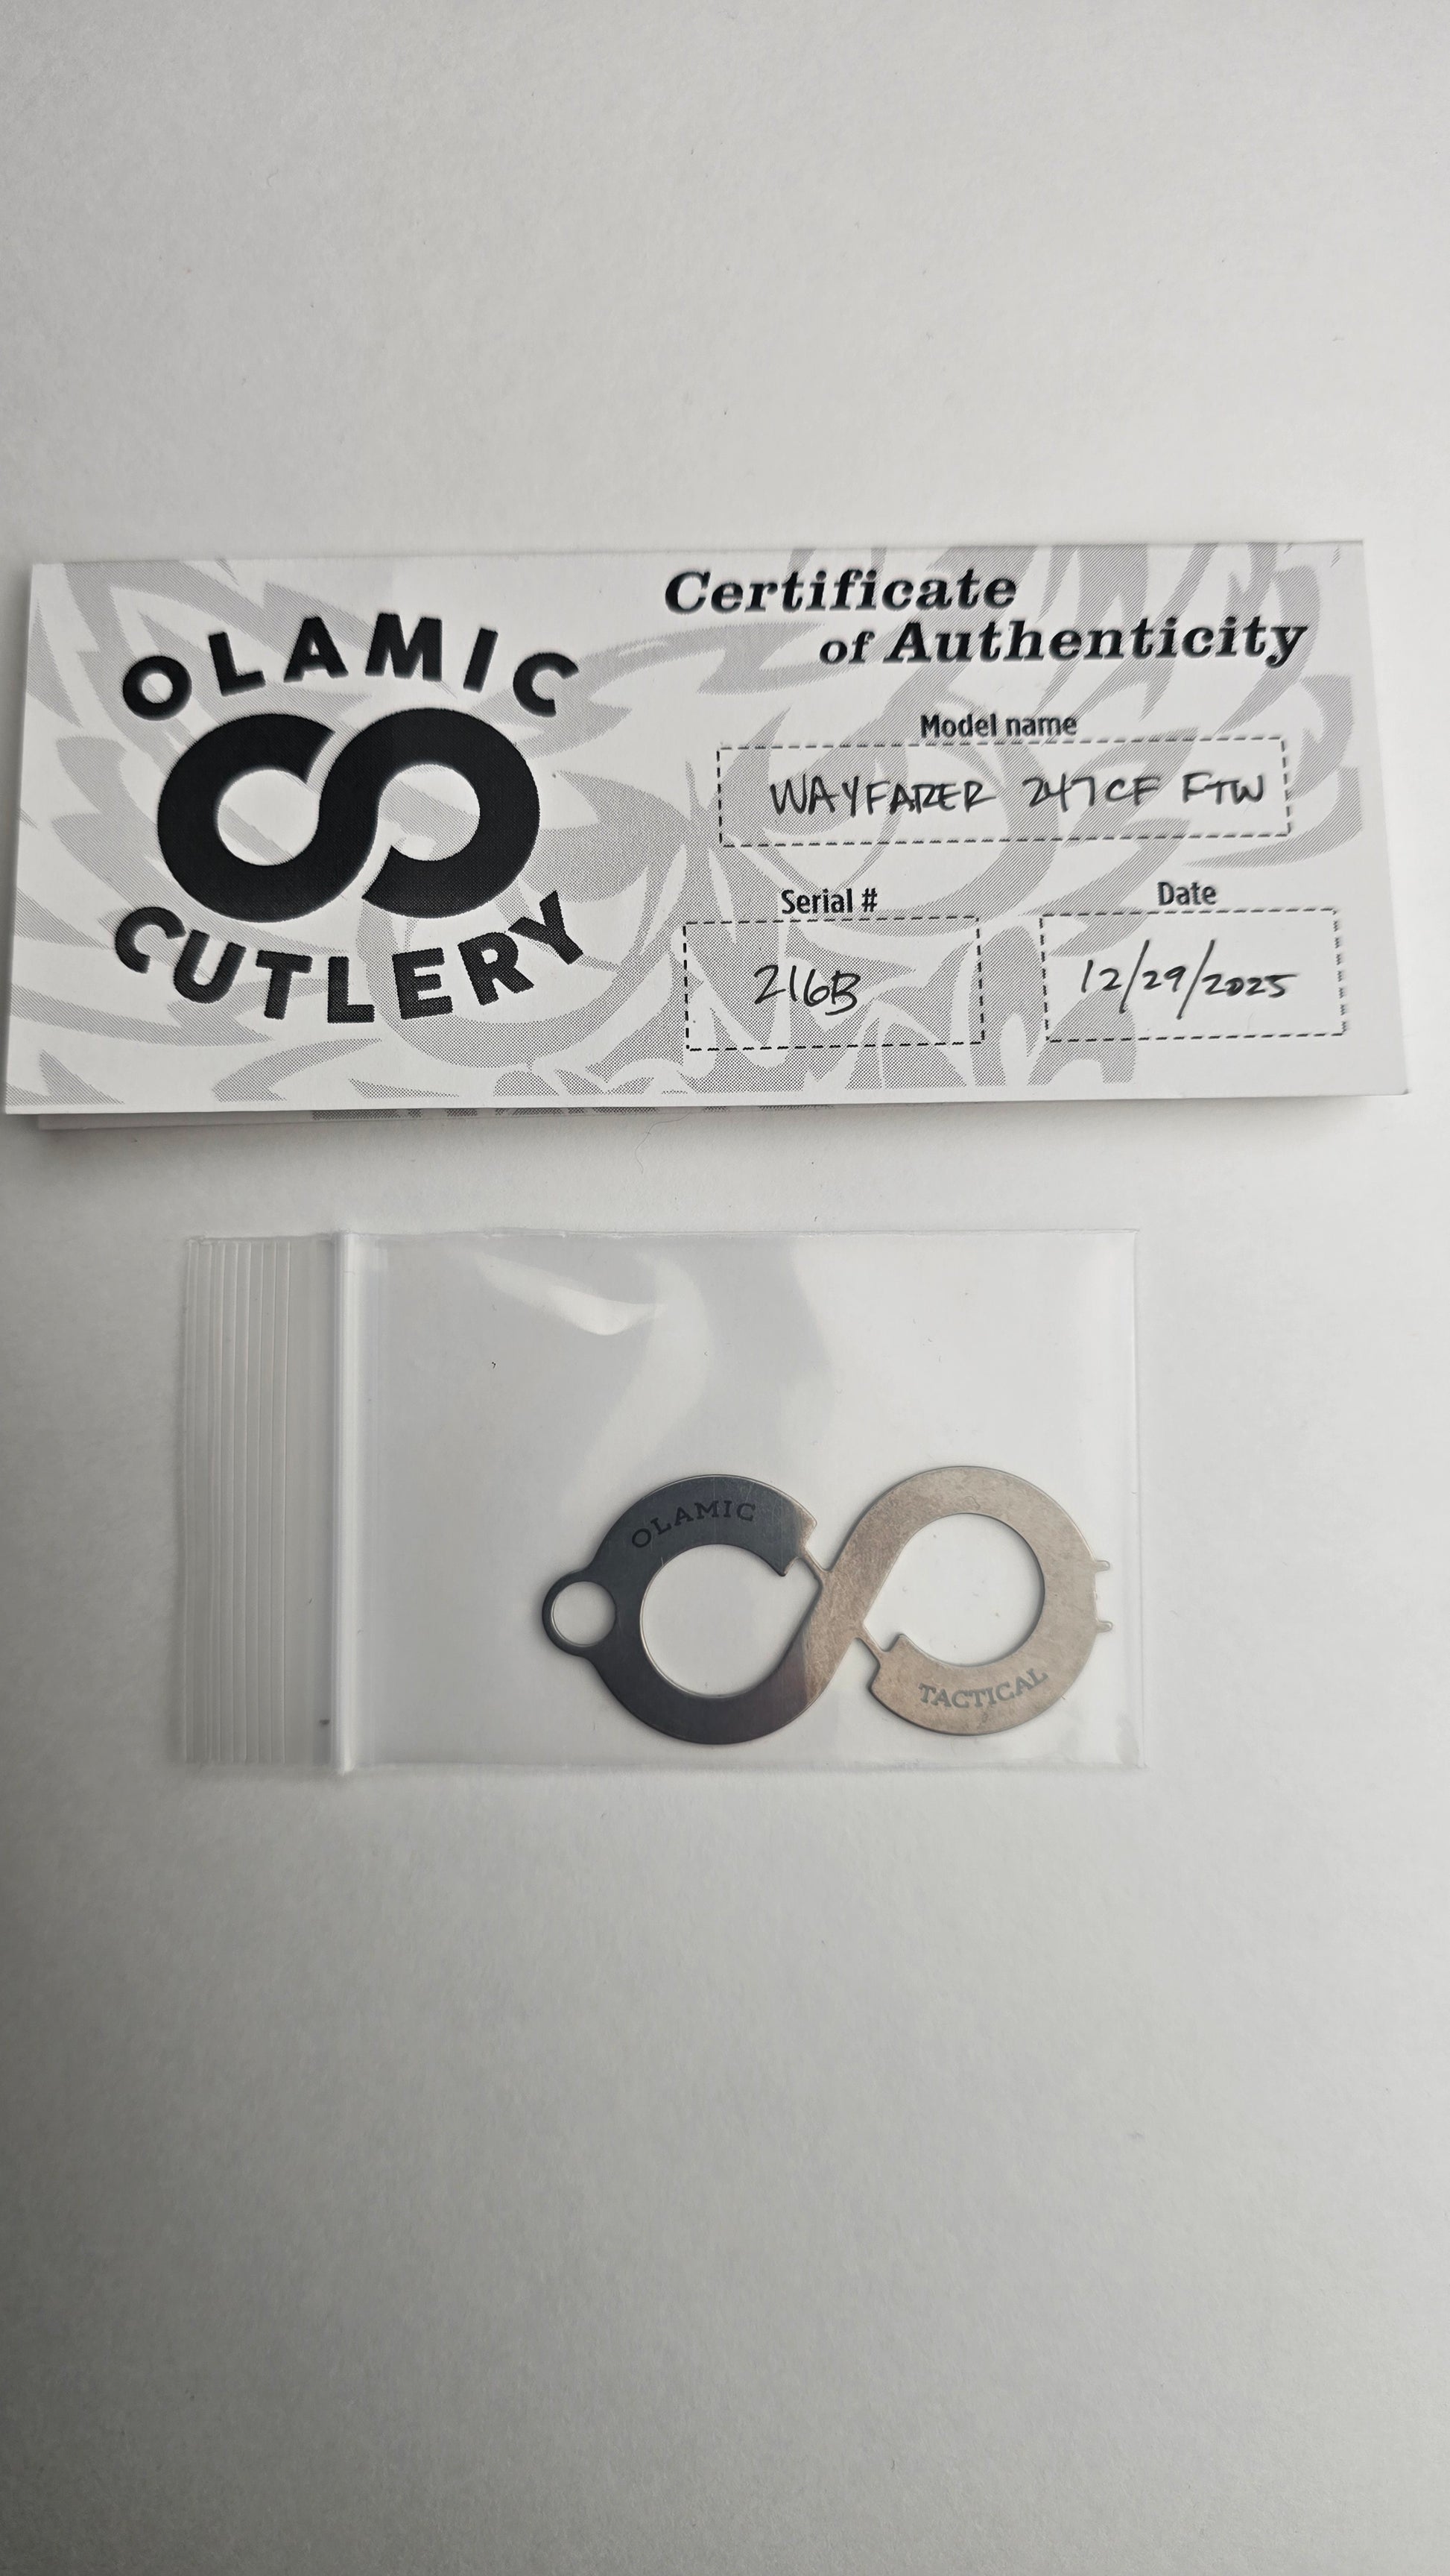 OLAMIC
CUTLERY
Certificate
of Authenticity
Model name
WAYFARER 247CF FTW
Serial #
216B
Date
12/29/2025
OLAMIC
TACTICAL